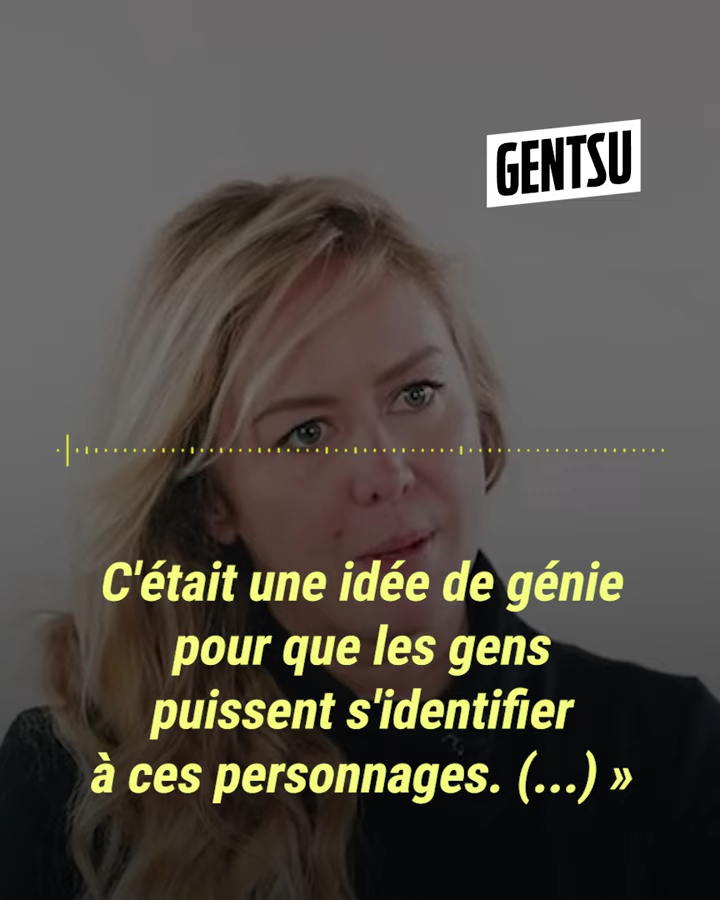 GENTSU
C'était une idée de génie
pour que les gens
puissent s'identifier
à ces personnages. (...) »